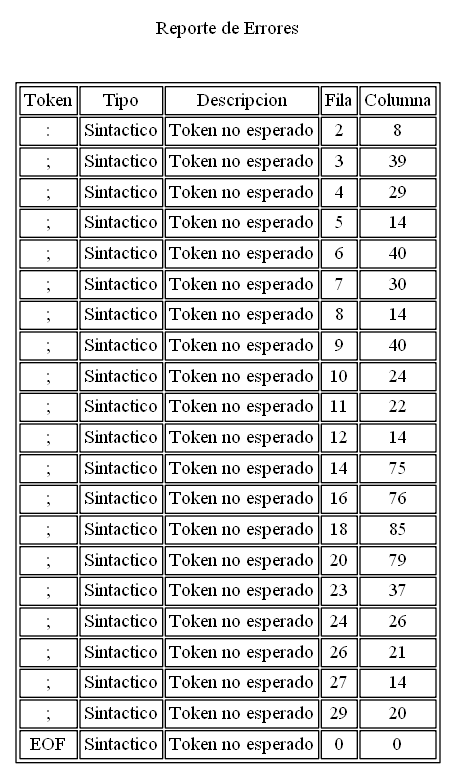 Reporte de Errores
Token Tipo Descripcion Fila Columna
: Sintactico Token no esperado 2 8
; Sintactico Token no esperado 3 39
; Sintactico Token no esperado 4 29
; Sintactico Token no esperado 5 14
; Sintactico Token no esperado 6 40
; Sintactico Token no esperado 7 30
; Sintactico Token no esperado 8 14
; Sintactico Token no esperado 9 40
; Sintactico Token no esperado 10 24
; Sintactico Token no esperado 11 22
; Sintactico Token no esperado 12 14
; Sintactico Token no esperado 14 75
; Sintactico Token no esperado 16 76
; Sintactico Token no esperado 18 85
; Sintactico Token no esperado 20 79
; Sintactico Token no esperado 23 37
; Sintactico Token no esperado 24 26
; Sintactico Token no esperado 26 21
; Sintactico Token no esperado 27 14
; Sintactico Token no esperado 29 20
EOF Sintactico Token no esperado 0 0